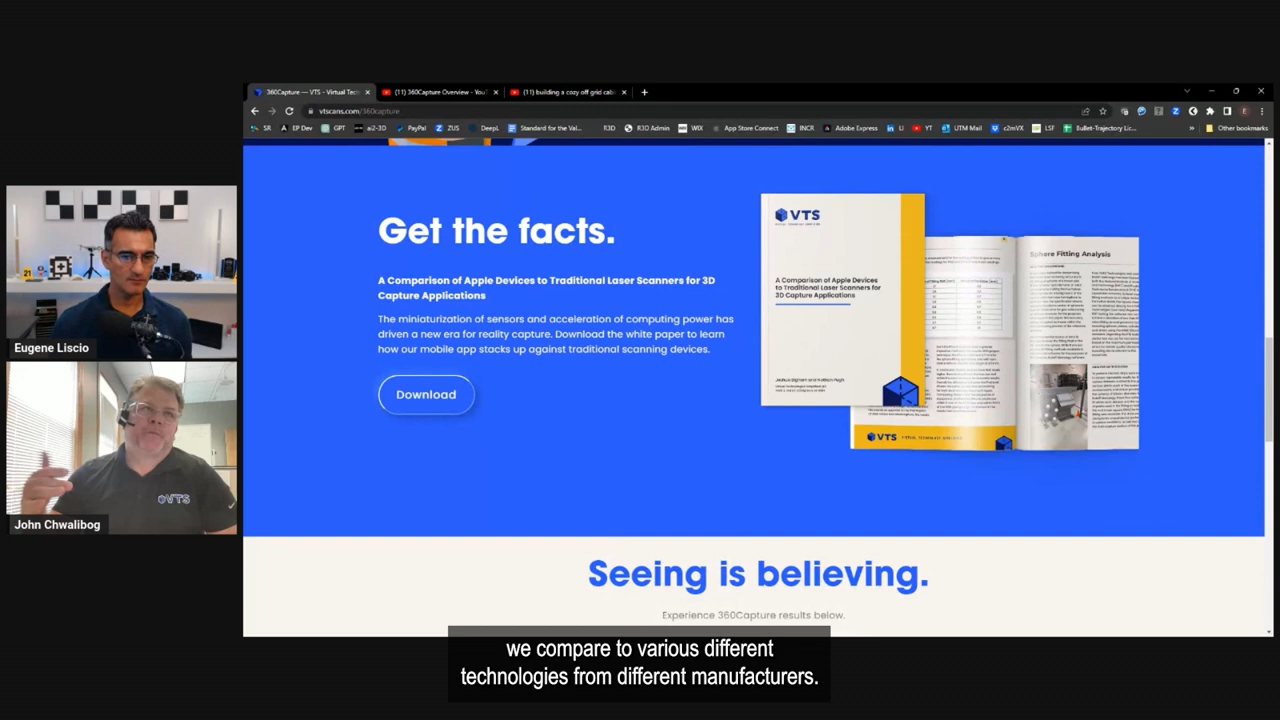 360Capture — VTS - Virtual Tech
(11) 360Capture Overview - YouT
(11) building a cozy off grid cabi
vtscans.com/360capture
SR
EP Dev
GPT
ai2-3D
PayPal
ZUS
DeepL
Standard for the Val...
R3D
R3D Admin
WIX
App Store Connect
INCR
Adobe Express
LI
YT
UTM Mail
c2mVX
LSF
Bullet-Trajectory Lic...
Other bookmarks
Get the facts.
A Comparison of Apple Devices to Traditional Laser Scanners for 3D
Capture Applications
ization of sensors and acceleration of computing power has
era for reality capture. Download the white paper to learn
how mobile app stacks up against traditional scanning devices.
Download
VTS
A Comparison of Apple Devices
to Traditional Laser Scanners for
3D Capture Applications
Sphere Fitting Analysis
VTS VIRTUAL TECHNOLOGY SIMPLIFIED
Eugene Liscio
VTS
John Chwalibog
Seeing is believing.
Experience 360Capture results below.
we compare to various different
technologies from different manufacturers.